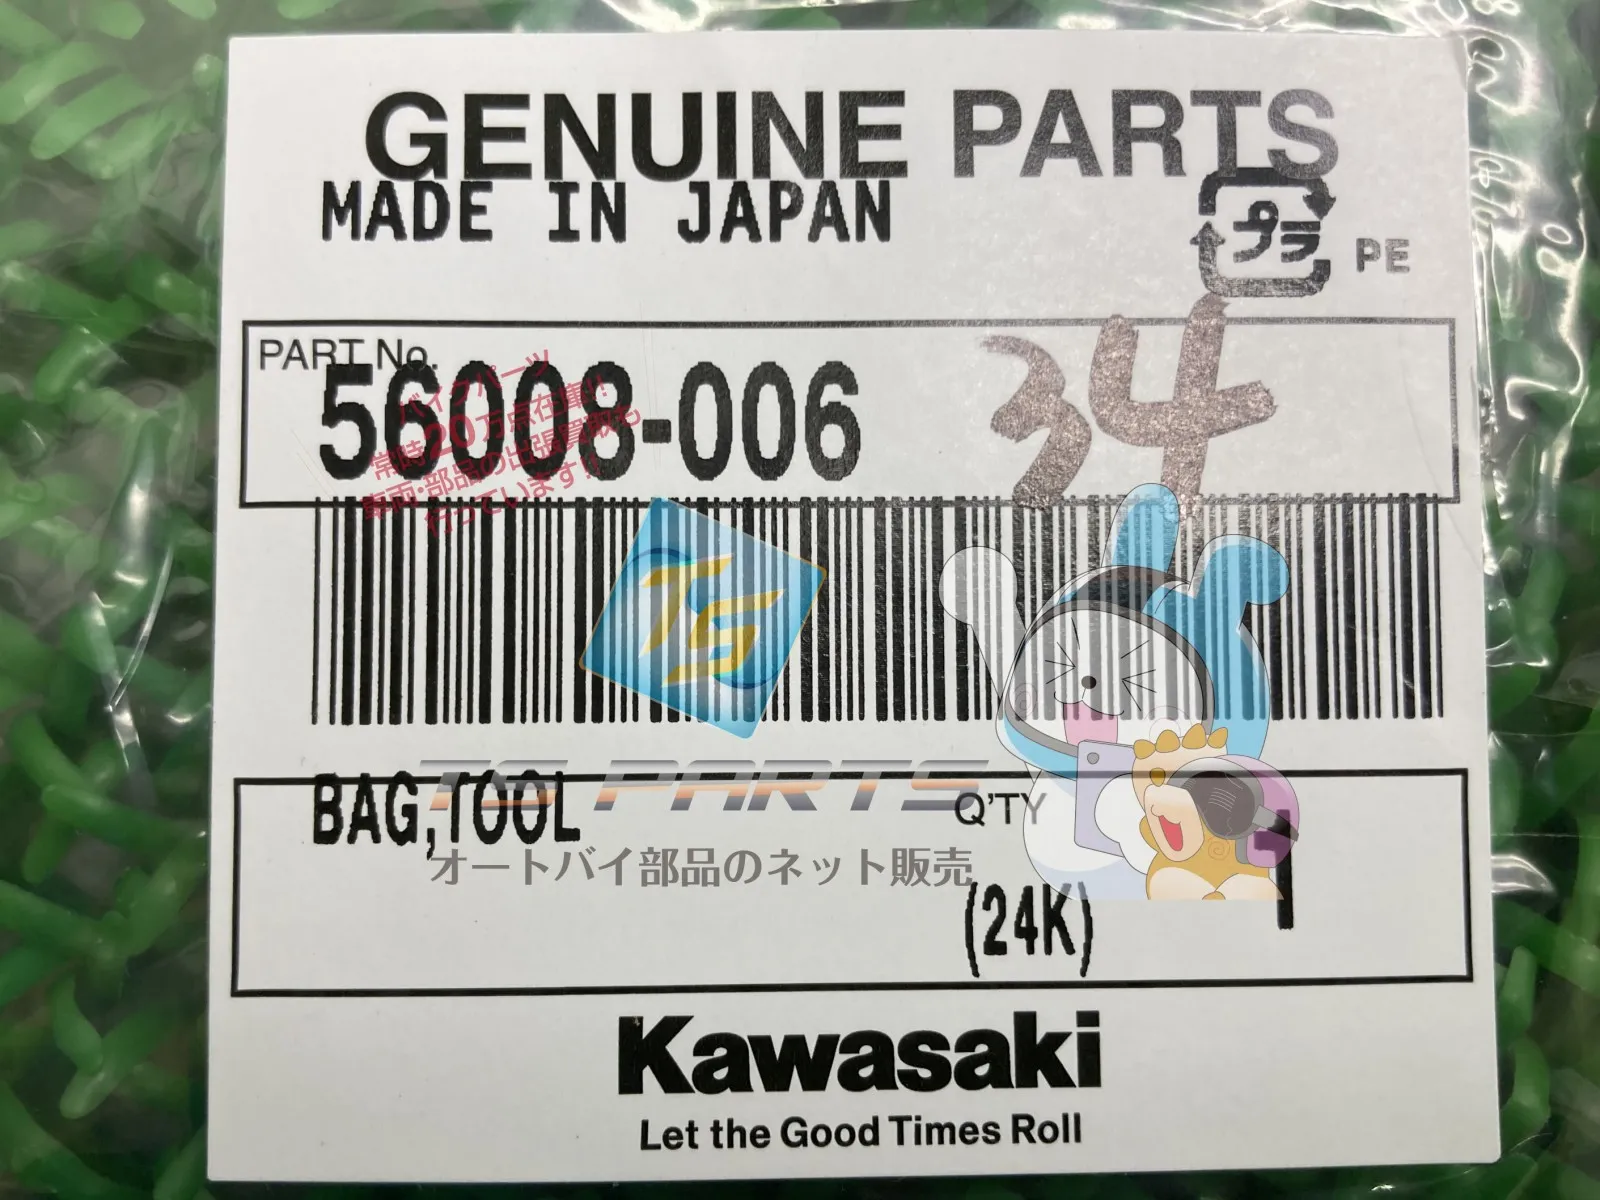 GENUINE PARTS
MADE IN JAPAN
プラ
PE
PART No.
56008-006
34
バイクパーツ
常時20万点在庫!!
車両・部品の出張買取も
行っています!!
TS
BAG,TOOL
TS PARTS
Q'TY
1
オートバイ部品のネット販売
(24K)
Kawasaki
Let the Good Times Roll